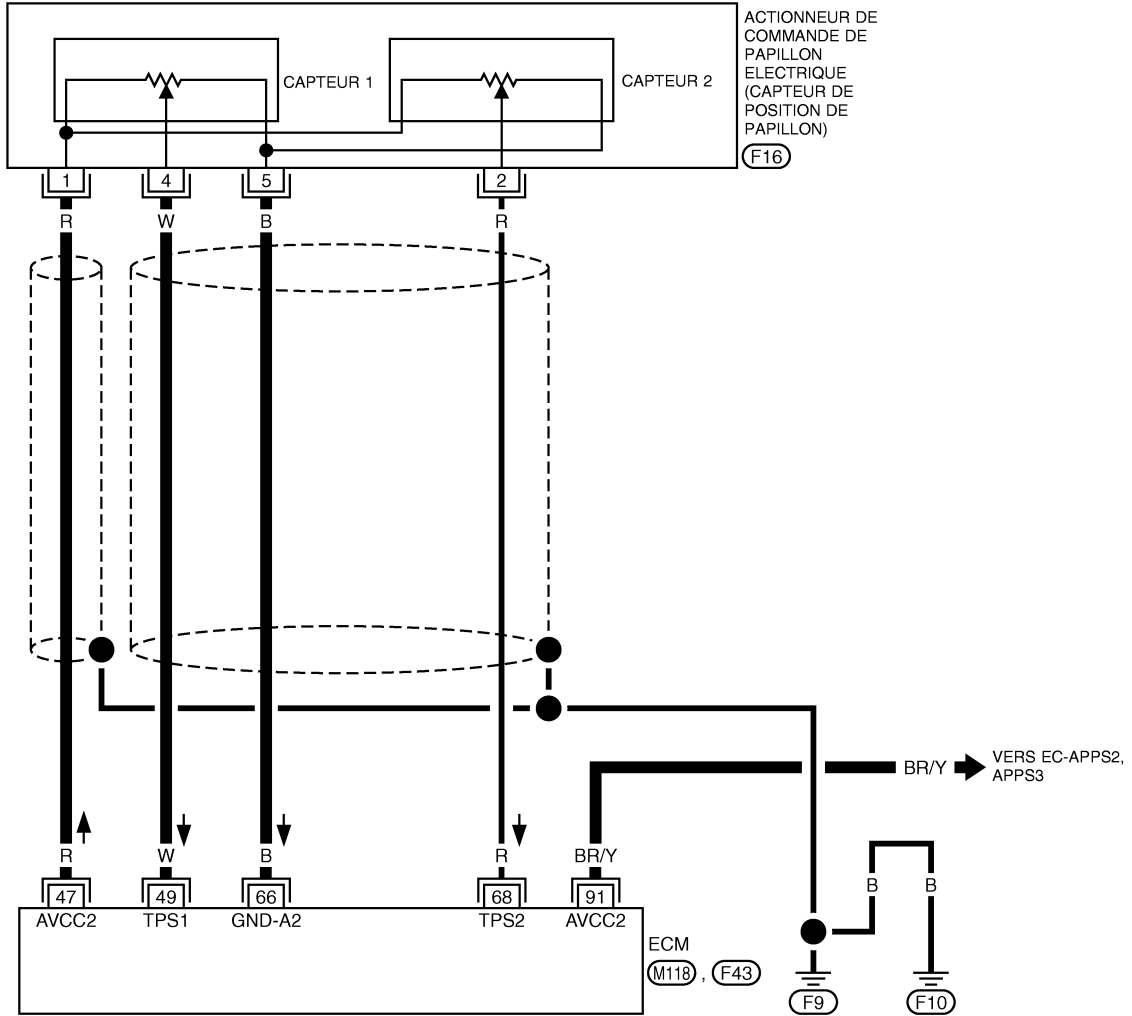 ACTIONNEUR DE
COMMANDE DE
PAPILLON
ELECTRIQUE
(CAPTEUR DE
POSITION DE
PAPILLON)
F16
CAPTEUR 1
CAPTEUR 2
1 4 5 2
R W B R
VERS EC-APPS2,
APPS3
BR/Y
R W B R BR/Y
B B
47 49 66 68 91
AVCC2 TPS1 GND-A2 TPS2 AVCC2
ECM
M118 , F43
F9 F10